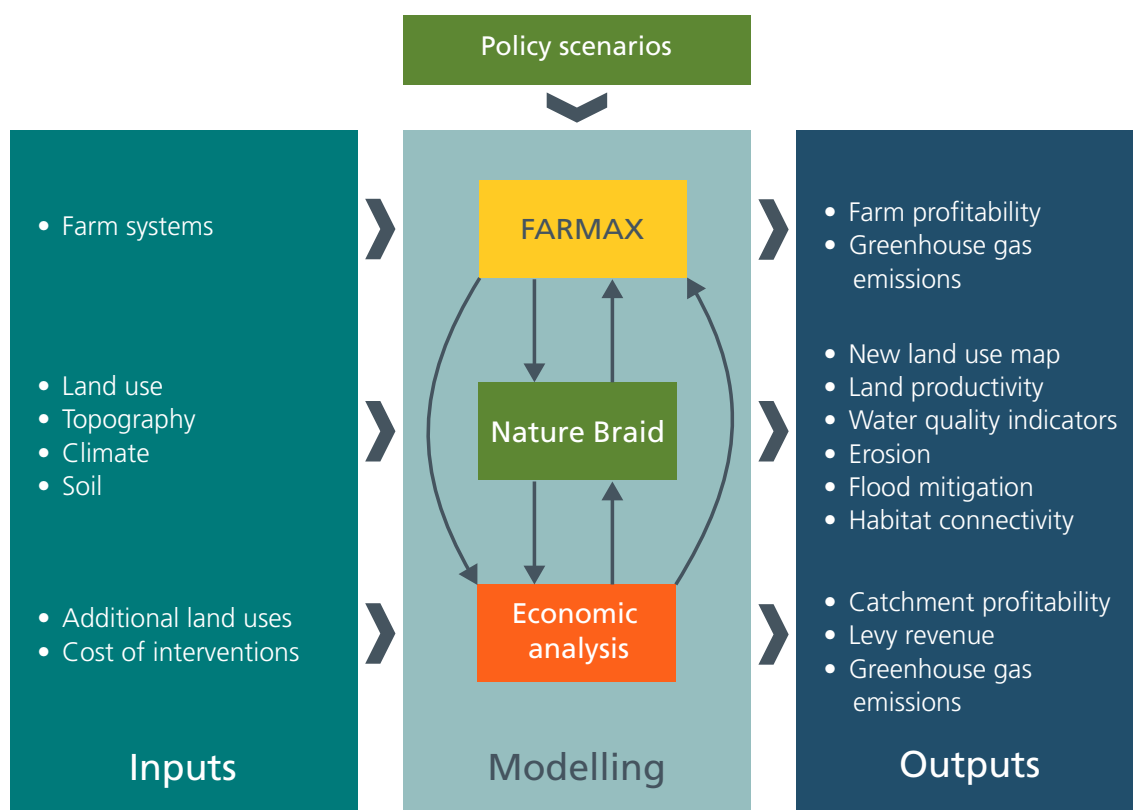 Policy scenarios
• Farm systems
• Land use
• Topography
• Climate
• Soil
• Additional land uses
• Cost of interventions
Inputs
FARMAX
Nature Braid
Economic
analysis
Modelling
• Farm profitability
• Greenhouse gas
emissions
• New land use map
• Land productivity
• Water quality indicators
• Erosion
• Flood mitigation
• Habitat connectivity
• Catchment profitability
• Levy revenue
• Greenhouse gas
emissions
Outputs